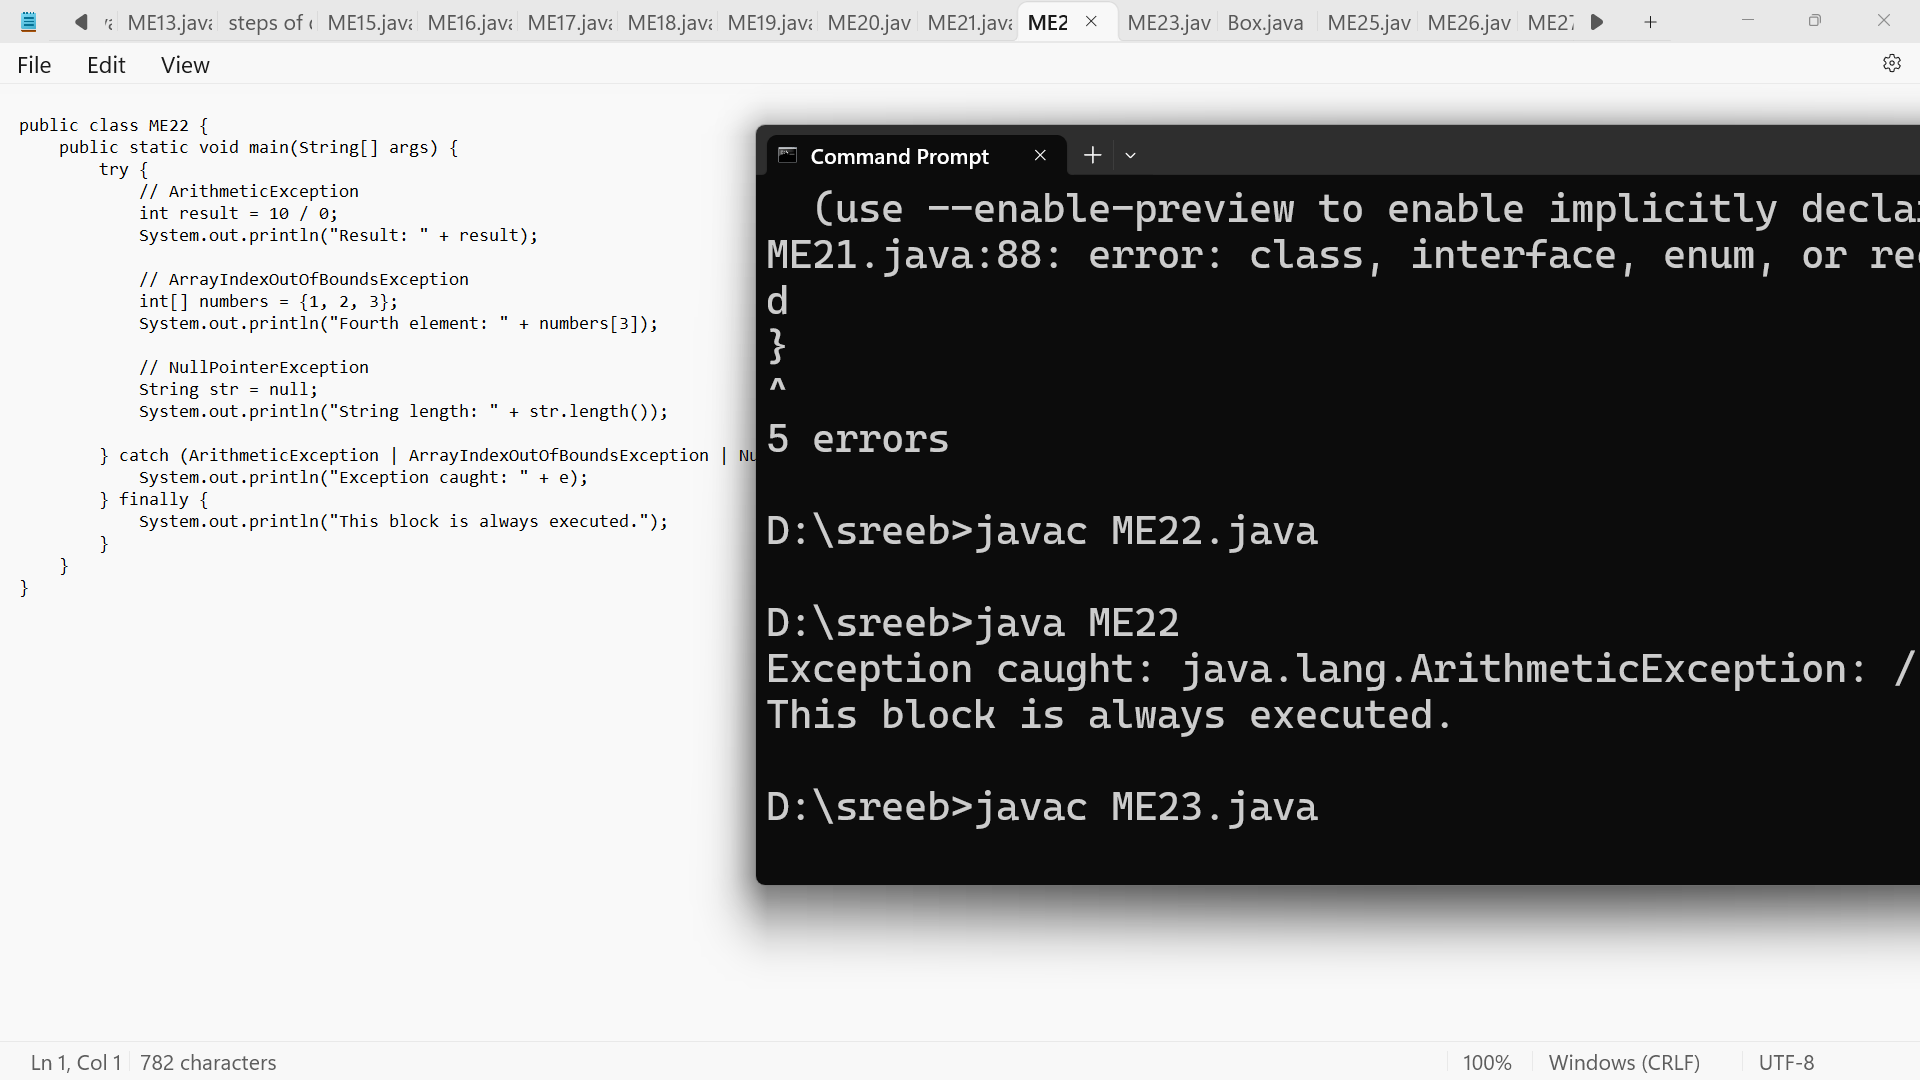 ME13.java steps of ME15.java ME16.java ME17.java ME18.java ME19.java ME20.jav ME21.java ME2 ME23.jav Box.java ME25.jav ME26.jav ME27
File Edit View
public class ME22 {
    public static void main(String[] args) {
        try {
            // ArithmeticException
            int result = 10 / 0;
            System.out.println("Result: " + result);
            // ArrayIndexOutOfBoundsException
            int[] numbers = {1, 2, 3};
            System.out.println("Fourth element: " + numbers[3]);
            // NullPointerException
            String str = null;
            System.out.println("String length: " + str.length());
        } catch (ArithmeticException | ArrayIndexOutOfBoundsException | Nu
            System.out.println("Exception caught: " + e);
        } finally {
            System.out.println("This block is always executed.");
        }
    }
}
Command Prompt
(use --enable-preview to enable implicitly
ME21.java:88: error: class, interface, enum, or
d
}
^
5 errors
D:\sreeb>javac ME22.java
D:\sreeb>java ME22
Exception caught: java.lang.ArithmeticException: /
This block is always executed.
D:\sreeb>javac ME23.java
Ln 1, Col 1 782 characters 100% Windows (CRLF) UTF-8